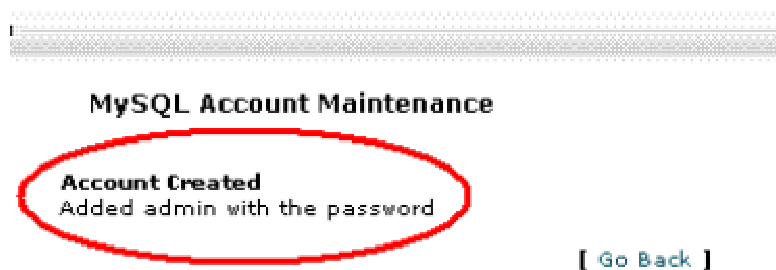 MySQL Account Maintenance
Account Created
Added admin with the password
[ Go Back ]